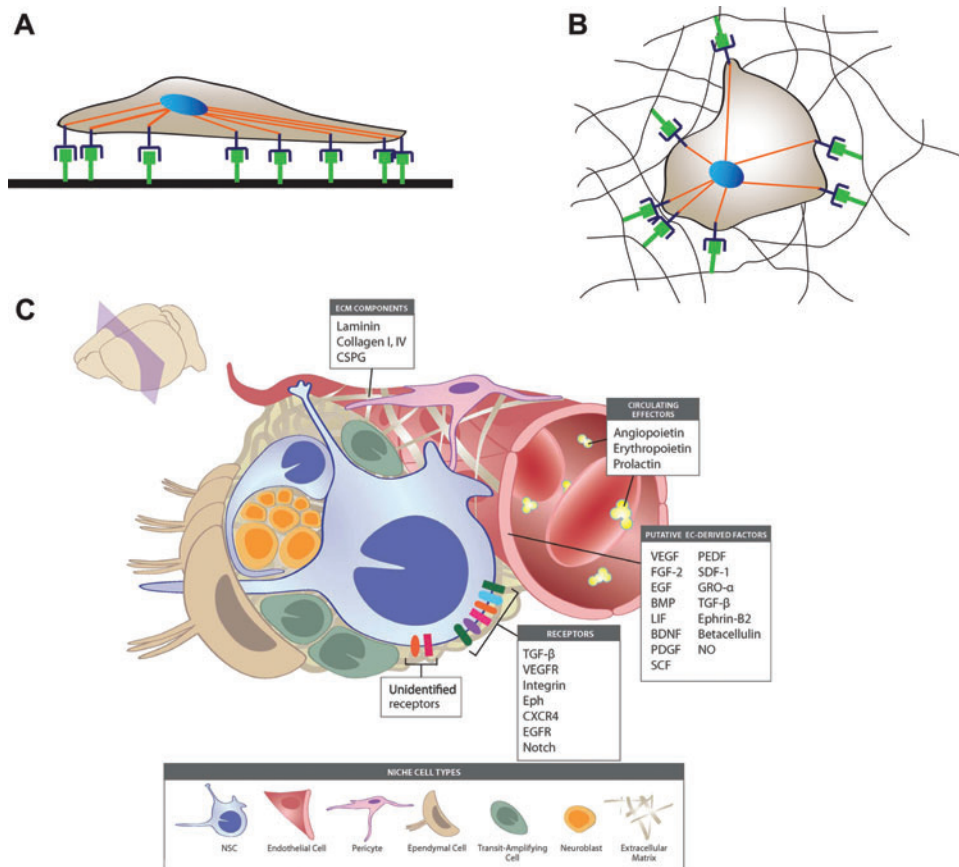 A
B
C
ECM COMPONENTS
Laminin
Collagen I, IV
CSPG
CIRCULATING
EFFECTORS
Angiopoietin
Erythropoietin
Prolactin
PUTATIVE EC-DERIVED FACTORS
VEGF PEDF
FGF-2 SDF-1
EGF GRO-α
BMP TGF-β
LIF Ephrin-B2
BDNF Betacellulin
PDGF NO
SCF
RECEPTORS
TGF-β
VEGFR
Integrin
Eph
CXCR4
EGFR
Notch
Unidentified
receptors
NICHE CELL TYPES
NSC Endothelial Cell Pericyte Ependymal Cell Transit-Amplifying Neuroblast Extracellular
Cell Matrix